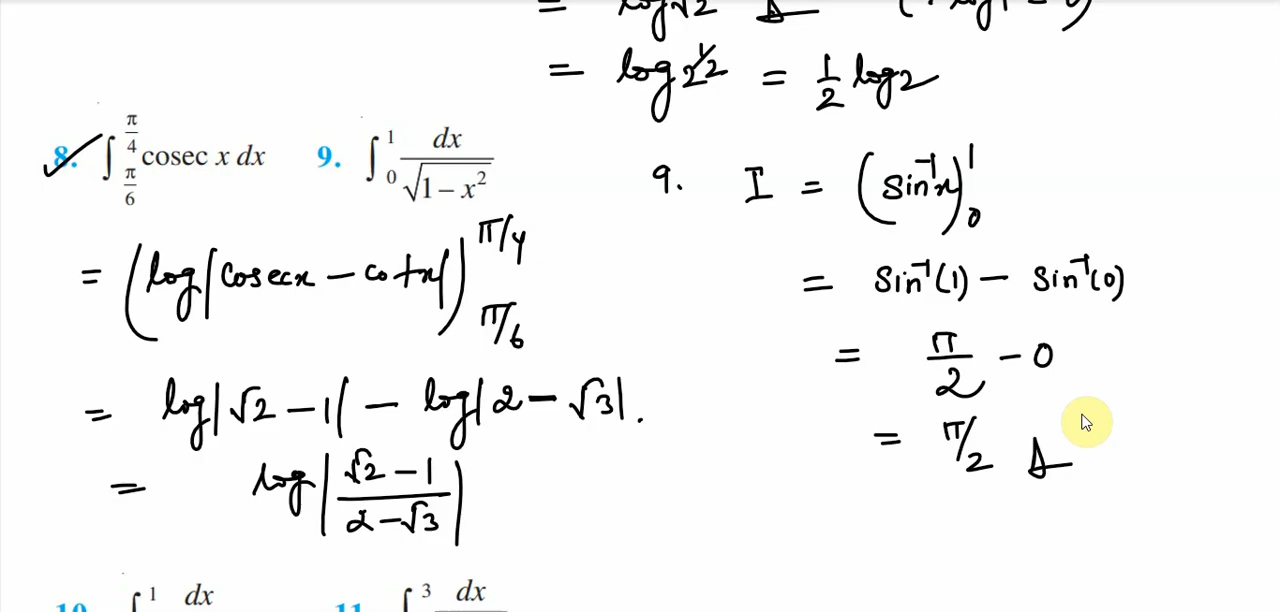 = log√2 A
= log 2^1/2 = 1/2 log 2
8. ∫ π/6 π/4 cosec x dx
9. ∫ 0 1 dx/√(1 – x²)
= (log|cosecx – cotx|) π/6 π/4
= log|√2 – 1| – log|2 – √3|.
= log|(√2 – 1)/(2 – √3)|
9. I = (sin⁻¹x) 0 1
= sin⁻¹(1) – sin⁻¹(0)
= π/2 – 0
= π/2 A
10. ∫ 1 dx
11. ∫ 3 dx